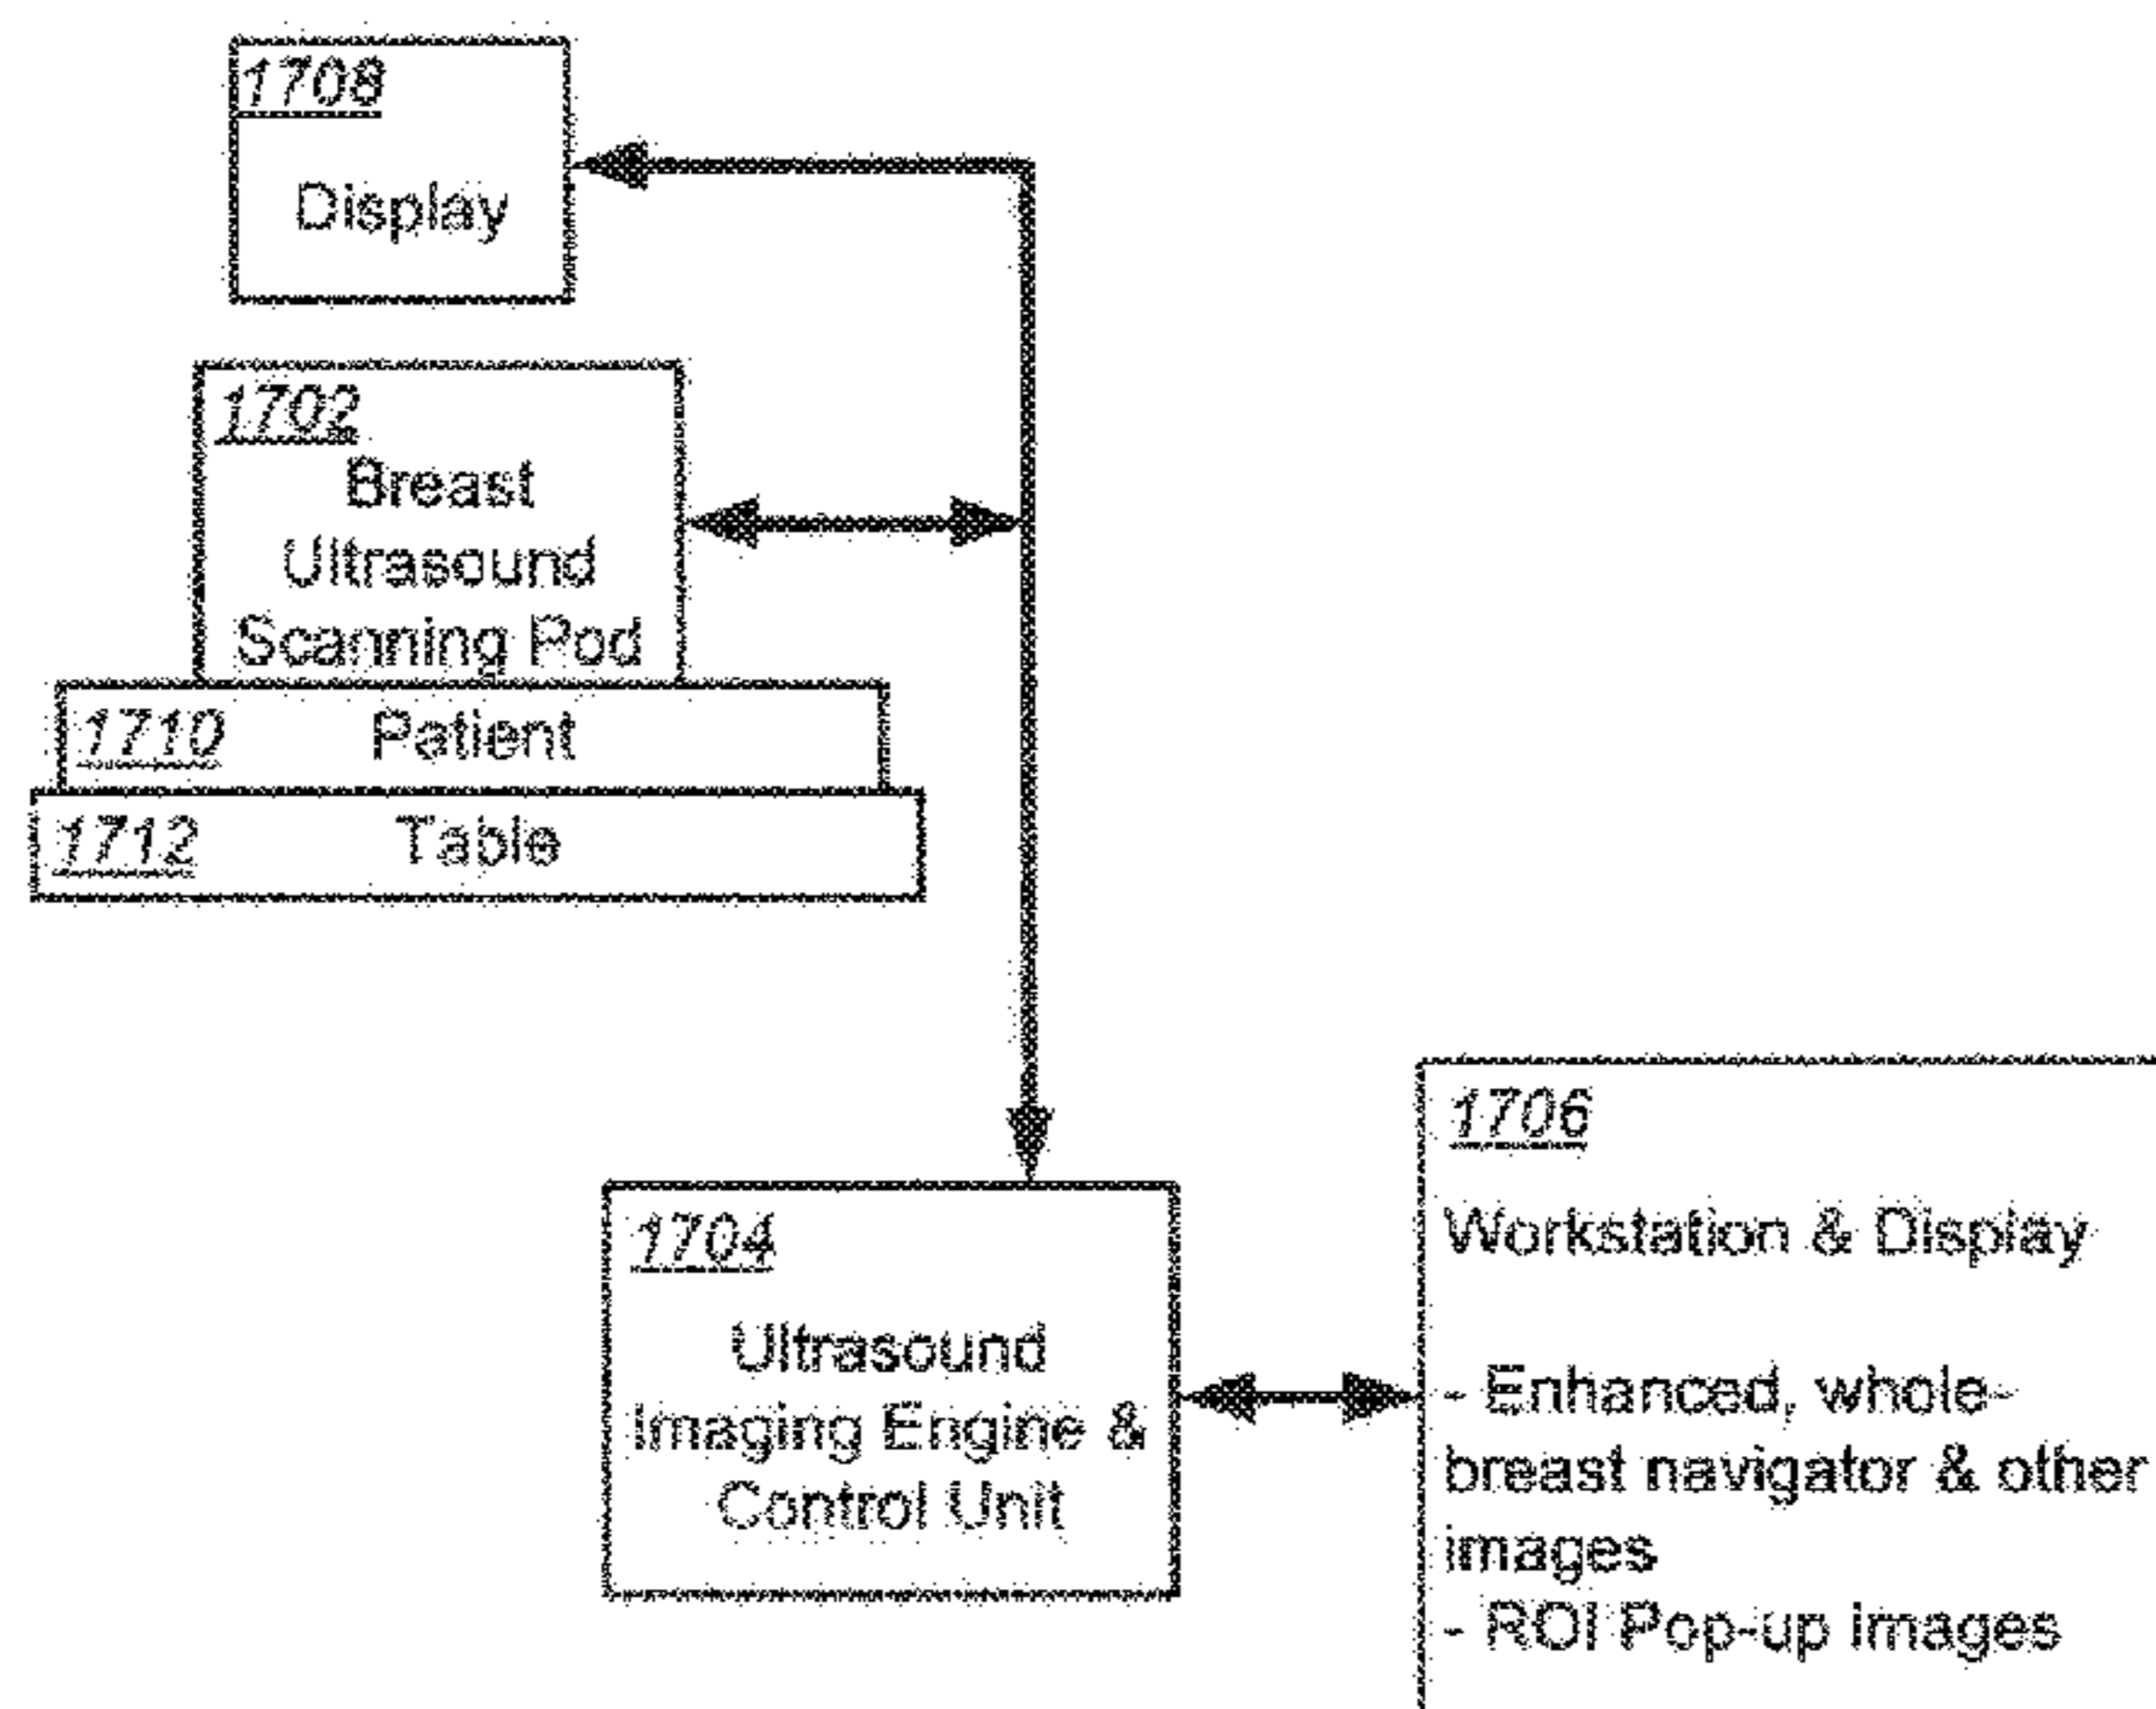 1708
Display
1702
Breast
Ultrasound
Scanning Pod
1710 Patient
1712 Table
1704
Ultrasound
Imaging Engine &
Control Unit
1706
Workstation & Display
- Enhanced, whole-
breast navigator & other
images
- ROI Pop-up images